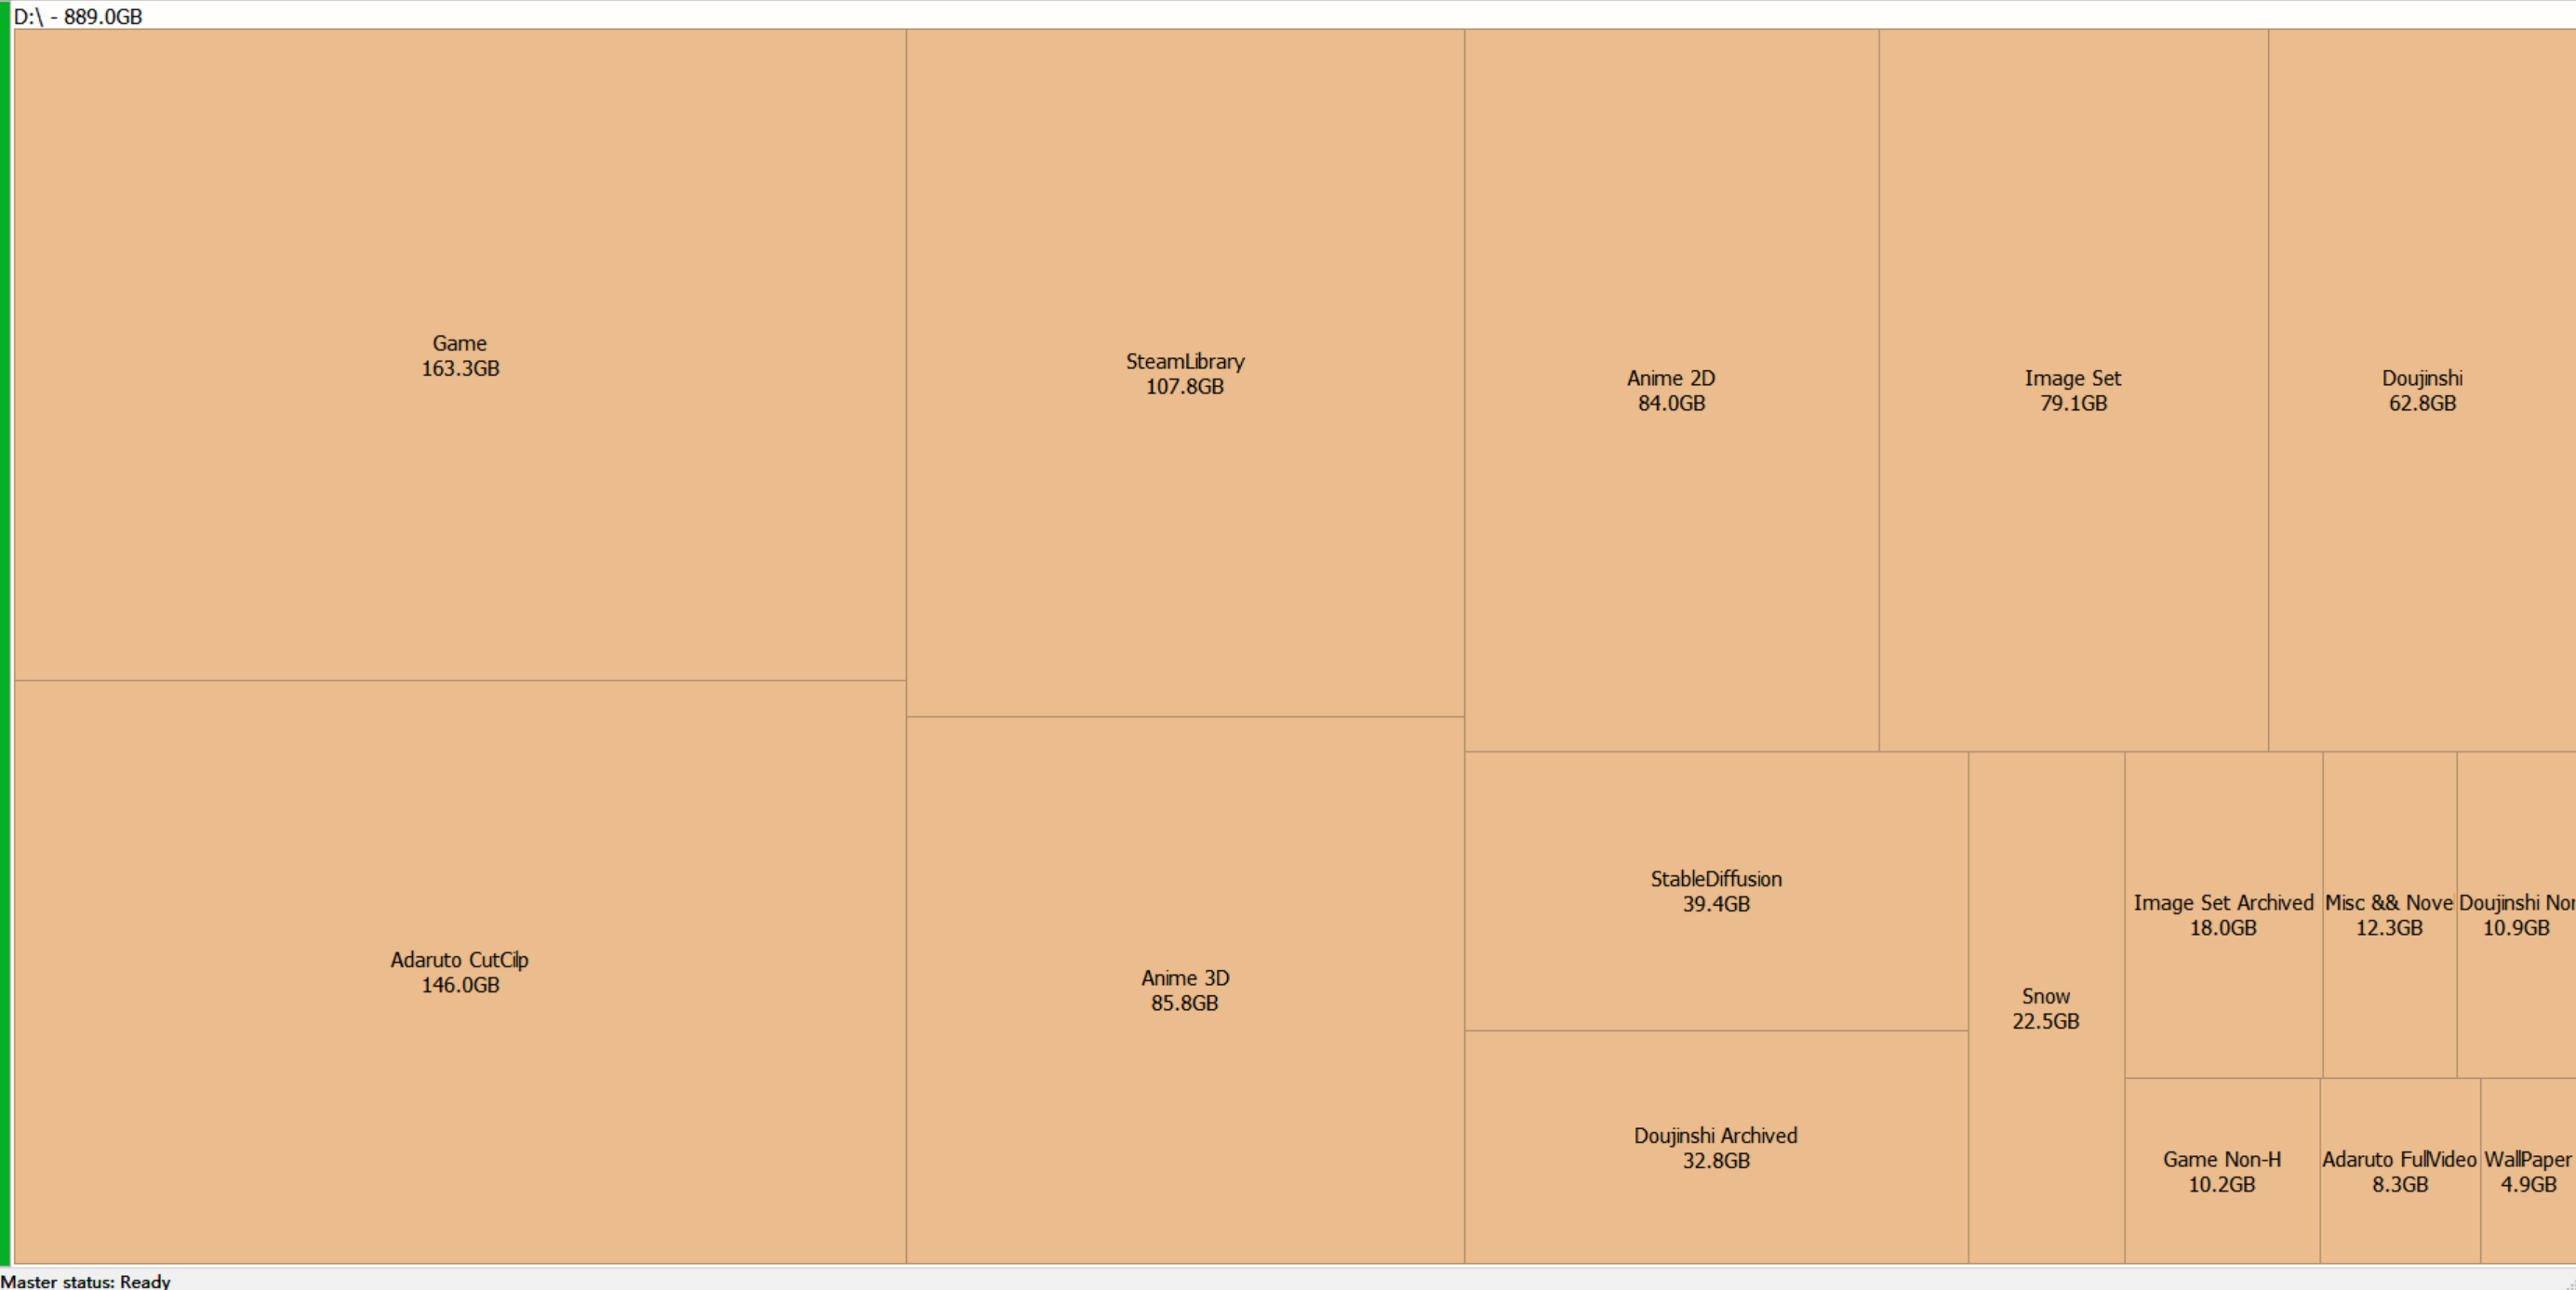 D:\ - 889.0GB
Game
163.3GB
SteamLibrary
107.8GB
Anime 2D
84.0GB
Image Set
79.1GB
Doujinshi
62.8GB
Adaruto CutCilp
146.0GB
Anime 3D
85.8GB
StableDiffusion
39.4GB
Doujinshi Archived
32.8GB
Snow
22.5GB
Image Set Archived
18.0GB
Misc && Nove
12.3GB
Doujinshi Nor
10.9GB
Game Non-H
10.2GB
Adaruto FullVideo
8.3GB
WallPaper
4.9GB
Master status: Ready